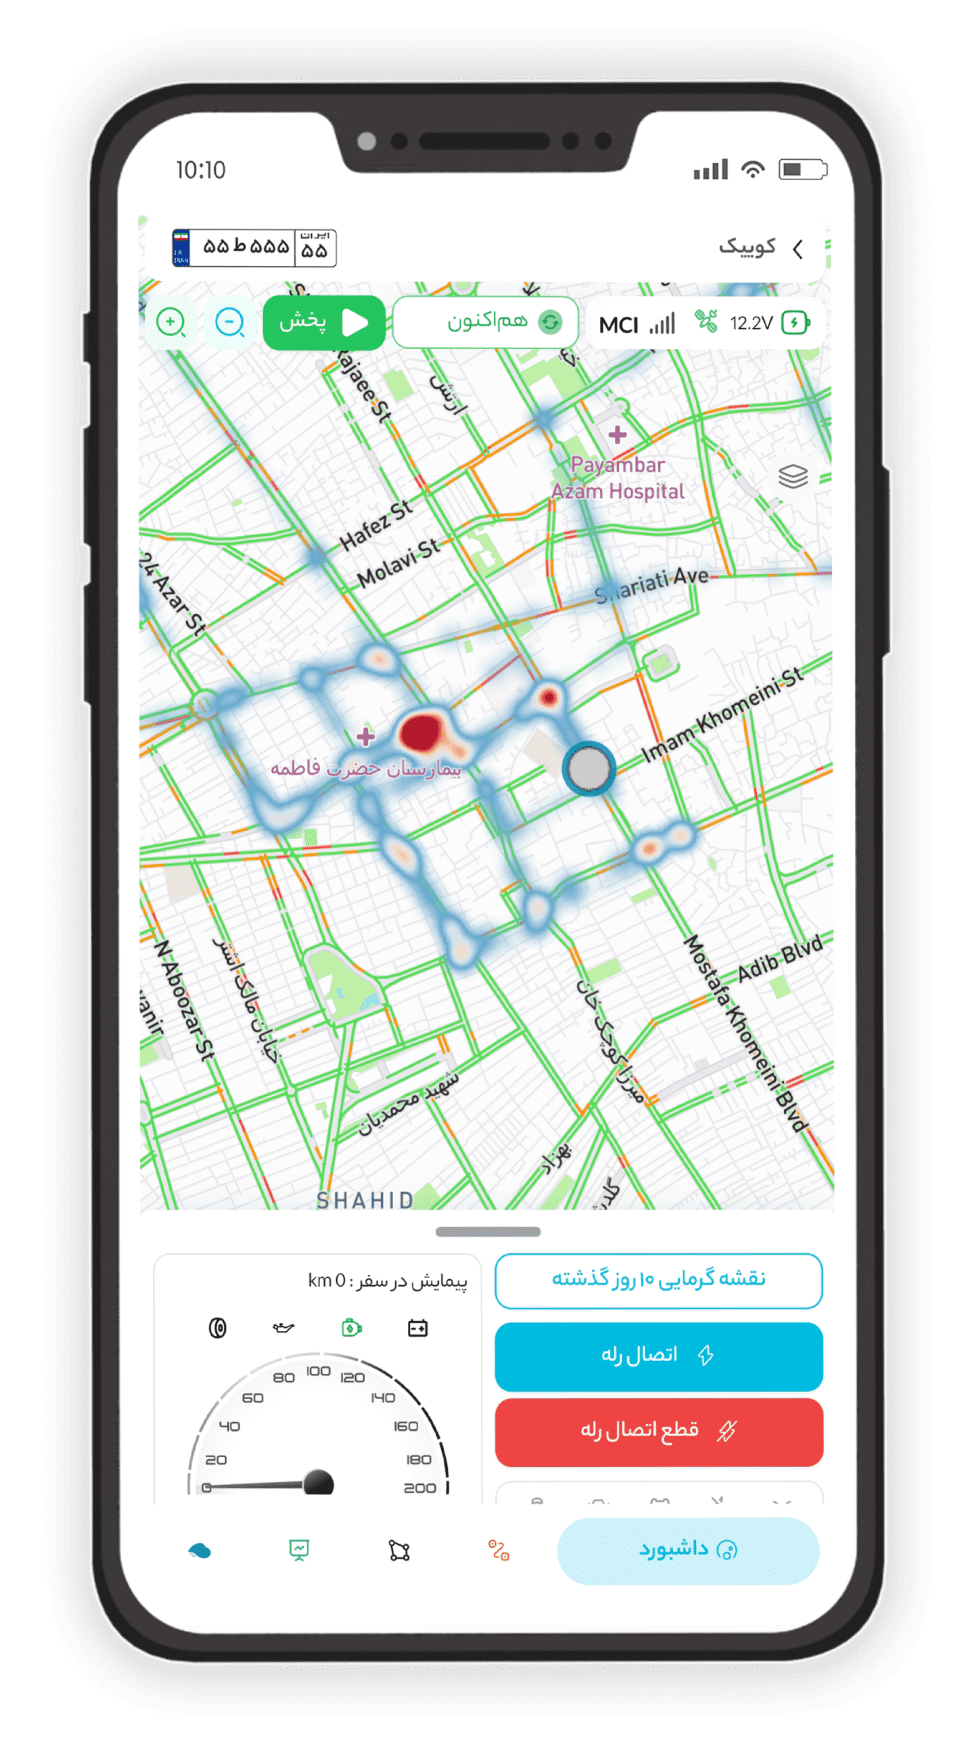 10:10
کوییک
۵۵ ط ۵۵۵
ایران
۵۵
I.R.
IRAN
پخش
هم‌اکنون
MCI
12.2V
Rajaee St
ارتش
Payambar
Azam Hospital
Hafez St
Molavi St
Shariati Ave
24 Azar St
Imam Khomeini St
بیمارستان حضرت فاطمه
N Aboozar St
خیابان مالک اشتر
Adib Blvd
Mostafa Khomeini Blvd
میرزا کوچک خان
شهید محمدیان
بهزاد
SHAHID
پیمایش در سفر : 0 km
0
20
40
60
80
100
120
140
160
180
200
نقشه گرمایی ۱۰ روز گذشته
اتصال رله
قطع اتصال رله
داشبورد